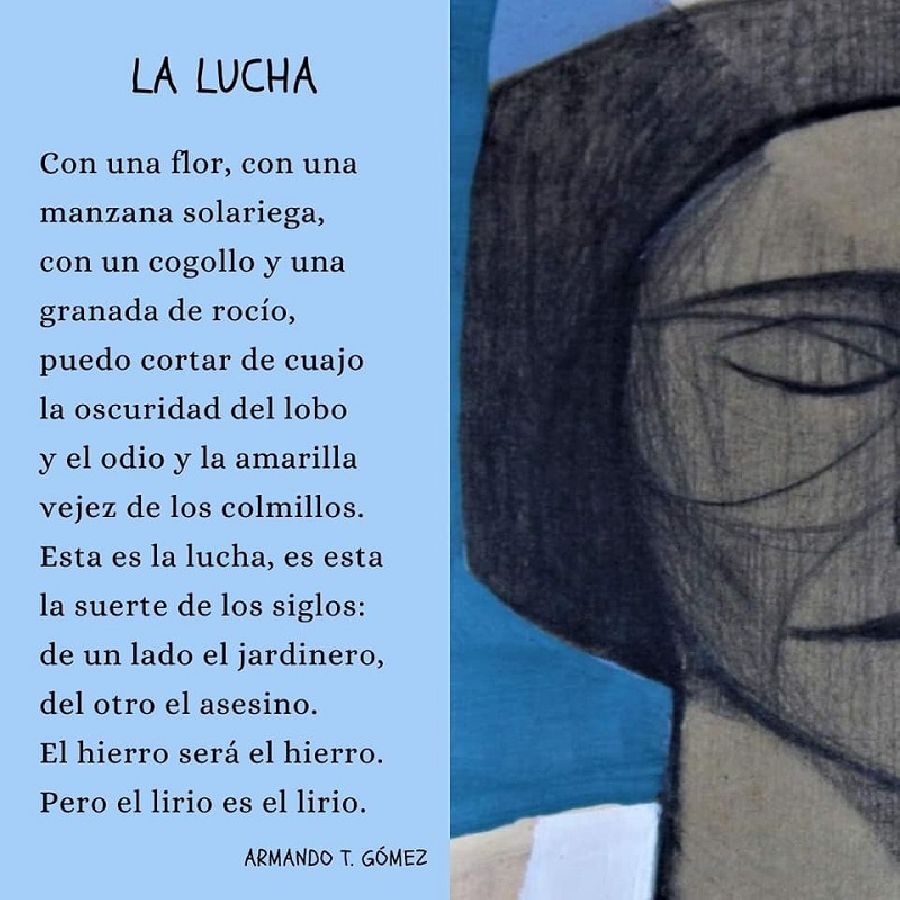 LA LUCHA
Con una flor, con una
manzana solariega,
con un cogollo y una
granada de rocío,
puedo cortar de cuajo
la oscuridad del lobo
y el odio y la amarilla
vejez de los colmillos.
Esta es la lucha, es esta
la suerte de los siglos:
de un lado el jardinero,
del otro el asesino.
El hierro será el hierro.
Pero el lirio es el lirio.
ARMANDO T. GÓMEZ